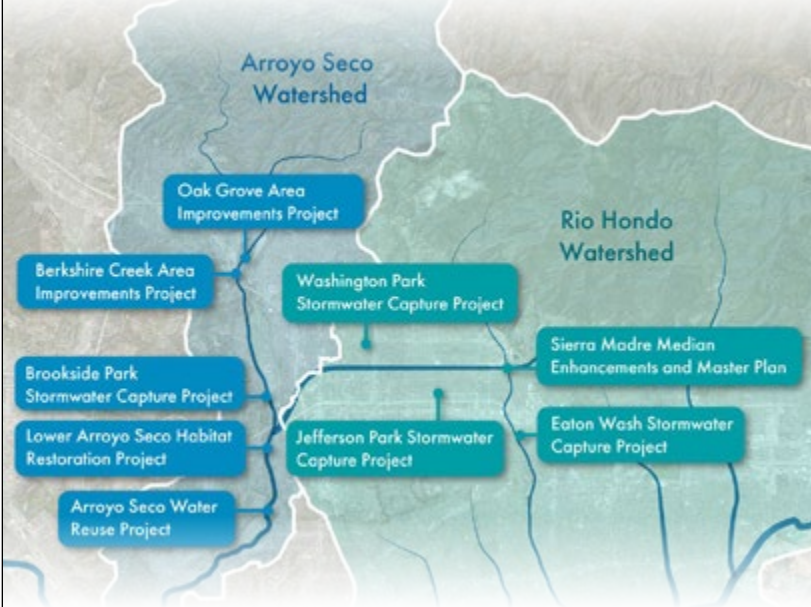 Arroyo Seco
Watershed
Oak Grove Area
Improvements Project
Rio Hondo
Watershed
Berkshire Creek Area
Improvements Project
Washington Park
Stormwater Capture Project
Sierra Madre Median
Enhancements and Master Plan
Brookside Park
Stormwater Capture Project
Lower Arroyo Seco Habitat
Restoration Project
Jefferson Park Stormwater
Capture Project
Eaton Wash Stormwater
Capture Project
Arroyo Seco Water
Reuse Project